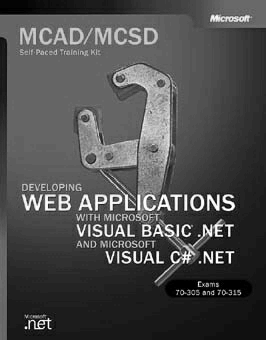 Microsoft
MCAD/MCSD
Self-Paced Training Kit
DEVELOPING
WEB APPLICATIONS
WITH MICROSOFT
VISUAL BASIC .NET
AND MICROSOFT
VISUAL C# .NET
Exams
70-305 and 70-315
Microsoft
.net